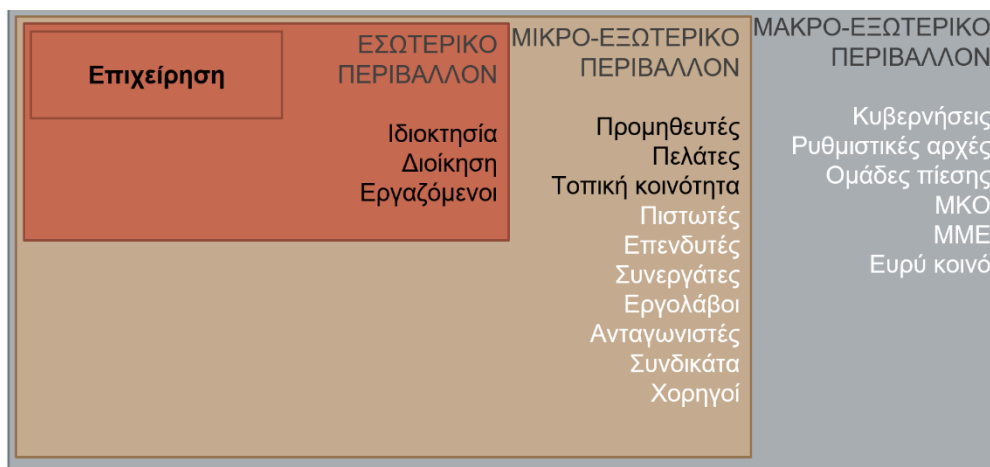 Επιχείρηση
ΕΣΩΤΕΡΙΚΟ
ΠΕΡΙΒΑΛΛΟΝ
Ιδιοκτησία
Διοίκηση
Εργαζόμενοι
ΜΙΚΡΟ-ΕΞΩΤΕΡΙΚΟ
ΠΕΡΙΒΑΛΛΟΝ
Προμηθευτές
Πελάτες
Τοπική κοινότητα
Πιστωτές
Επενδυτές
Συνεργάτες
Εργολάβοι
Ανταγωνιστές
Συνδικάτα
Χορηγοί
ΜΑΚΡΟ-ΕΞΩΤΕΡΙΚΟ
ΠΕΡΙΒΑΛΛΟΝ
Κυβερνήσεις
Ρυθμιστικές αρχές
Ομάδες πίεσης
ΜΚΟ
ΜΜΕ
Ευρύ κοινό